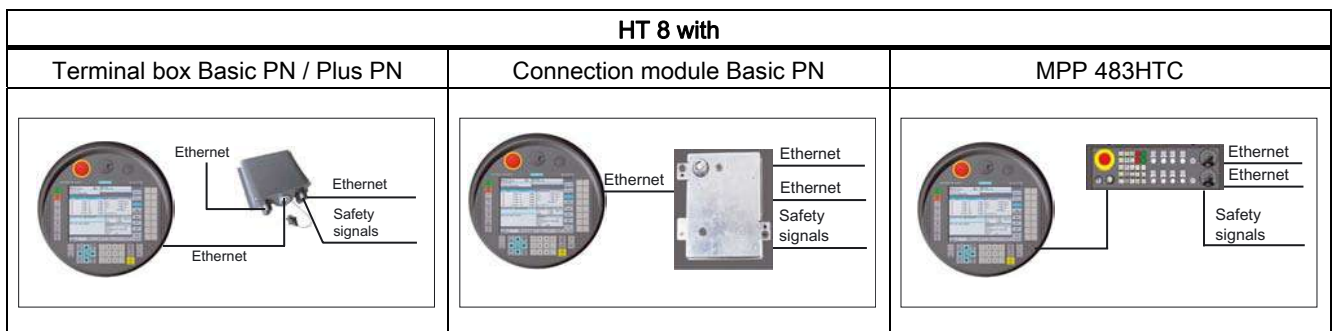 HT 8 with
Terminal box Basic PN / Plus PN
Connection module Basic PN
MPP 483HTC
Ethernet
Ethernet
Safety
signals
Ethernet
Ethernet
Ethernet
Ethernet
Safety
signals
Ethernet
Ethernet
Safety
signals